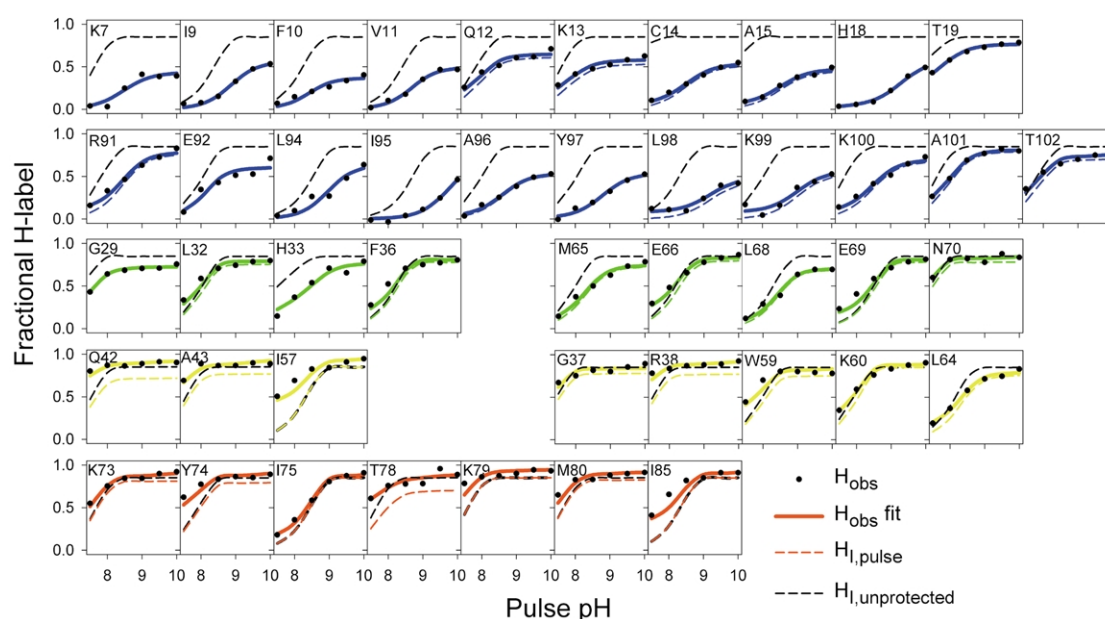 K7 I9 F10 V11 Q12 K13 C14 A15 H18 T19
1.0
0.5
0.0
R91 E92 L94 I95 A96 Y97 L98 K99 K100 A101 T102
1.0
0.5
0.0
G29 L32 H33 F36 M65 E66 L68 E69 N70
1.0
0.5
0.0
Q42 A43 I57 G37 R38 W59 K60 L64
1.0
0.5
0.0
K73 Y74 I75 T78 K79 M80 I85
1.0
0.5
0.0
8 9 10 8 9 10 8 9 10 8 9 10 8 9 10 8 9 10 8 9 10
Fractional H-label
Pulse pH
H_obs
H_obs fit
H_I,pulse
H_I,unprotected